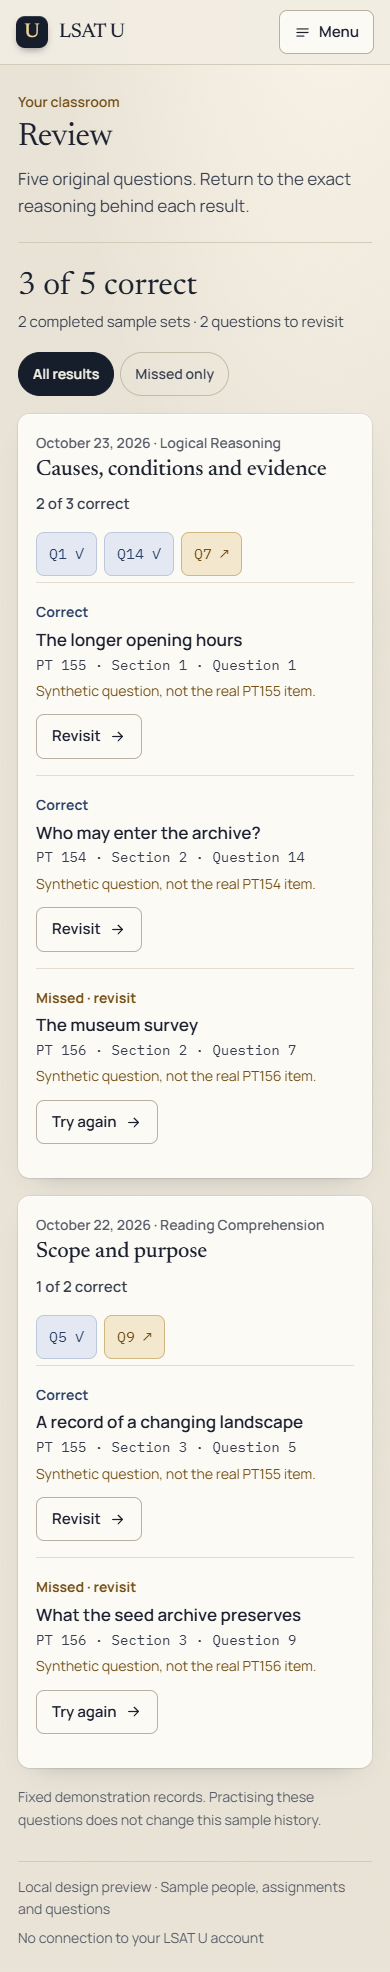 U LSAT U
Menu
Your classroom
Review
Five original questions. Return to the exact
reasoning behind each result.
3 of 5 correct
2 completed sample sets · 2 questions to revisit
All results
Missed only
October 23, 2026 · Logical Reasoning
Causes, conditions and evidence
2 of 3 correct
Q1 √ Q14 √ Q7 ↗
Correct
The longer opening hours
PT 155 · Section 1 · Question 1
Synthetic question, not the real PT155 item.
Revisit →
Correct
Who may enter the archive?
PT 154 · Section 2 · Question 14
Synthetic question, not the real PT154 item.
Revisit →
Missed · revisit
The museum survey
PT 156 · Section 2 · Question 7
Synthetic question, not the real PT156 item.
Try again →
October 22, 2026 · Reading Comprehension
Scope and purpose
1 of 2 correct
Q5 √ Q9 ↗
Correct
A record of a changing landscape
PT 155 · Section 3 · Question 5
Synthetic question, not the real PT155 item.
Revisit →
Missed · revisit
What the seed archive preserves
PT 156 · Section 3 · Question 9
Synthetic question, not the real PT156 item.
Try again →
Fixed demonstration records. Practising these
questions does not change this sample history.
Local design preview · Sample people, assignments
and questions
No connection to your LSAT U account